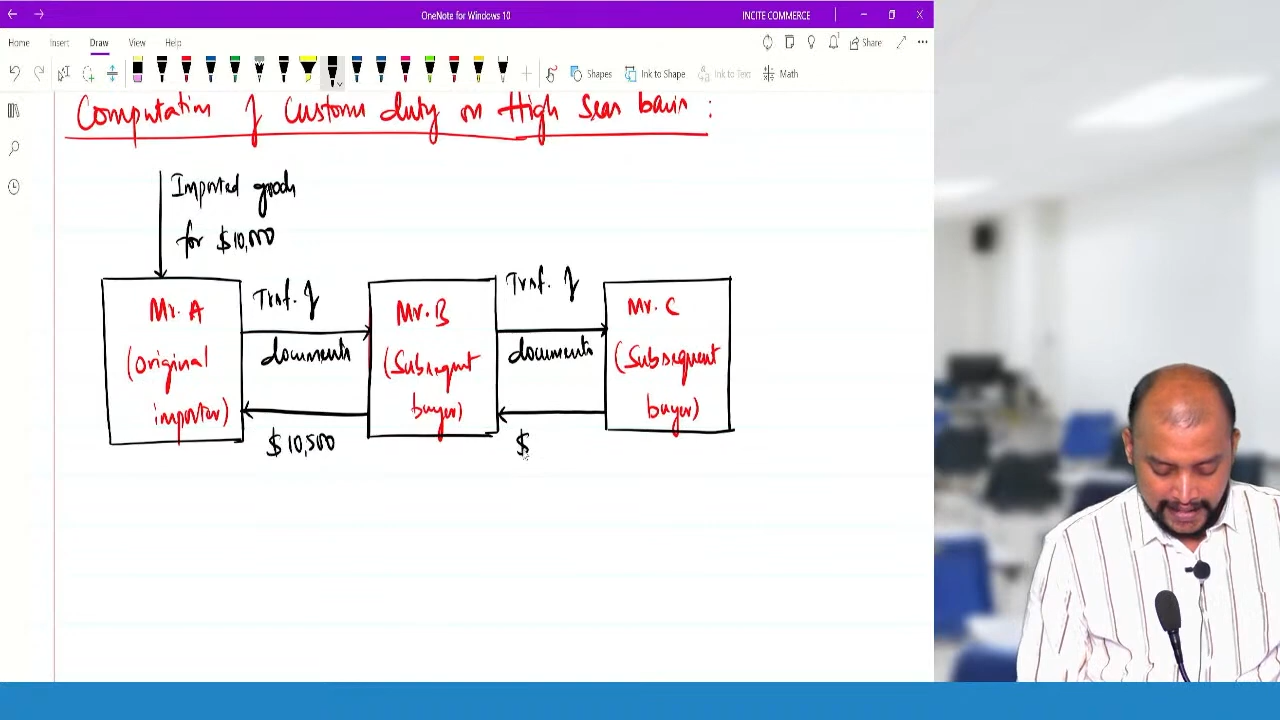 OneNote for Windows 10
INCITE COMMERCE
Home Insert Draw View Help
Share
Shapes Ink to Shape Ink to Text Math
Computation of Customs duty on High Seas basis :
Imported goods
for $10,000
Mr. A
(Original
importer)
Trnf. of
documents
$10,500
Mr. B
(Subseqent
buyer)
Trnf. of
documents
$
Mr. C
(Subsequent
buyer)